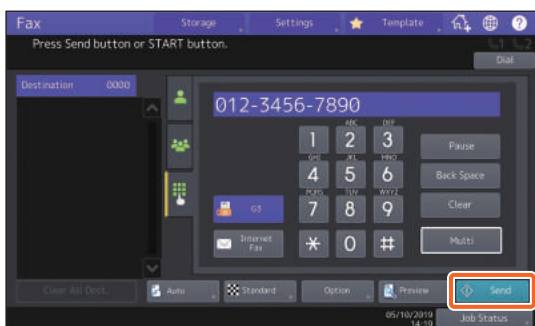 Fax Storage Settings Template ?
Press Send button or START button.
1 2
Dial
Destination 0000
012-3456-7890
ABC DEF
1 2 3 Pause
GHI JKL MNO
4 5 6 Back Space
PQRS TUV WXYZ
G3 7 8 9 Clear
Internet Fax * 0 # Multi
Clear All Dest. Auto Standard Option Preview Send
05/10/2019
14:19 Job Status